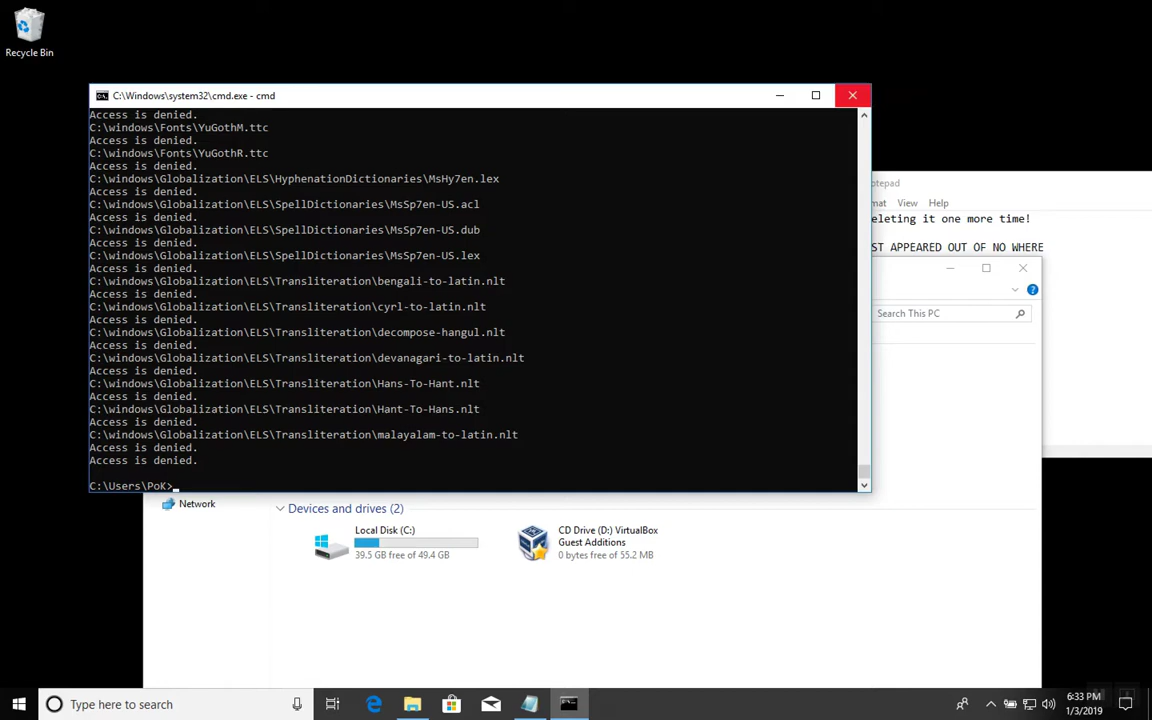 Recycle Bin
C:\Windows\system32\cmd.exe - cmd
Access is denied.
C:\windows\Fonts\YuGothM.ttc
Access is denied.
C:\windows\Fonts\YuGothR.ttc
Access is denied.
C:\windows\Globalization\ELS\HyphenationDictionaries\MsHy7en.lex
Access is denied.
C:\windows\Globalization\ELS\SpellDictionaries\MsSp7en-US.acl
Access is denied.
C:\windows\Globalization\ELS\SpellDictionaries\MsSp7en-US.dub
Access is denied.
C:\windows\Globalization\ELS\SpellDictionaries\MsSp7en-US.lex
Access is denied.
C:\windows\Globalization\ELS\Transliteration\bengali-to-latin.nlt
Access is denied.
C:\windows\Globalization\ELS\Transliteration\cyrl-to-latin.nlt
Access is denied.
C:\windows\Globalization\ELS\Transliteration\decompose-hangul.nlt
Access is denied.
C:\windows\Globalization\ELS\Transliteration\devanagari-to-latin.nlt
Access is denied.
C:\windows\Globalization\ELS\Transliteration\Hans-To-Hant.nlt
Access is denied.
C:\windows\Globalization\ELS\Transliteration\Hant-To-Hans.nlt
Access is denied.
C:\windows\Globalization\ELS\Transliteration\malayalam-to-latin.nlt
Access is denied.
Access is denied.
C:\Users\PoK>
otepad
mat View Help
eleting it one more time!
ST APPEARED OUT OF NO WHERE
Search This PC
Network
Devices and drives (2)
Local Disk (C:)
39.5 GB free of 49.4 GB
CD Drive (D:) VirtualBox
Guest Additions
0 bytes free of 55.2 MB
Type here to search
6:33 PM
1/3/2019